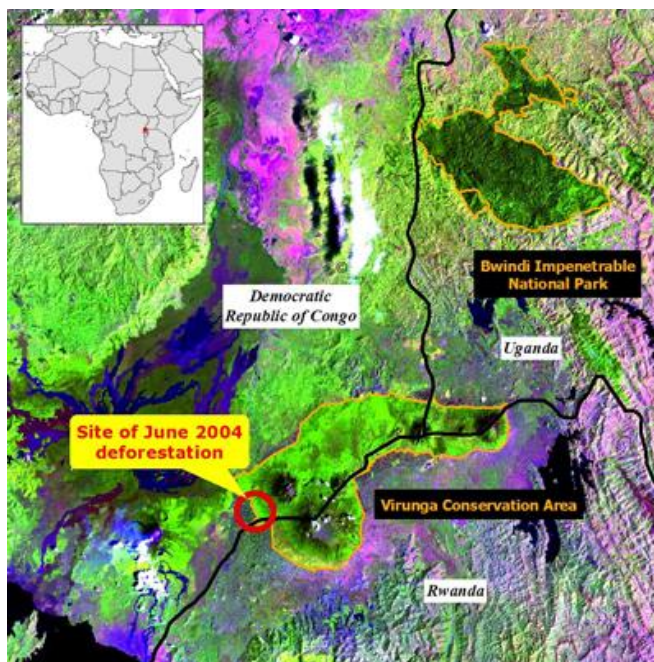 Bwindi Impenetrable
National Park
Democratic
Republic of Congo
Uganda
Site of June 2004
deforestation
Virunga Conservation Area
Rwanda